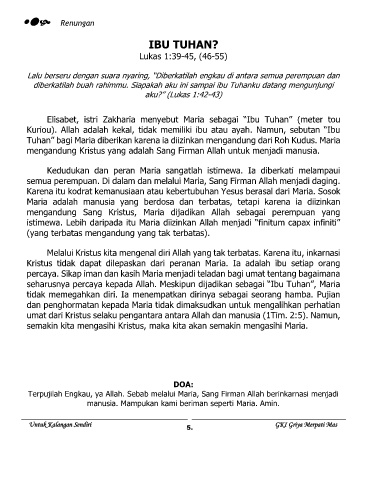 Renungan
IBU TUHAN?
Lukas 1:39-45, (46-55)
Lalu berseru dengan suara nyaring, "Diberkatilah engkau di antara semua perempuan dan
diberkatilah buah rahimmu. Siapakah aku ini sampai ibu Tuhanku datang mengunjungi
aku?" (Lukas 1:42-43)
Elisabet, istri Zakharia menyebut Maria sebagai "Ibu Tuhan" (meter tou
Kuriou). Allah adalah kekal, tidak memiliki ibu atau ayah. Namun, sebutan "Ibu
Tuhan" bagi Maria diberikan karena ia diizinkan mengandung dari Roh Kudus. Maria
mengandung Kristus yang adalah Sang Firman Allah untuk menjadi manusia.
Kedudukan dan peran Maria sangatlah istimewa. Ia diberkati melampaui
semua perempuan. Di dalam dan melalui Maria, Sang Firman Allah menjadi daging.
Karena itu kodrat kemanusiaan atau kebertubuhan Yesus berasal dari Maria. Sosok
Maria adalah manusia yang berdosa dan terbatas, tetapi karena ia diizinkan
mengandung Sang Kristus, Maria dijadikan Allah sebagai perempuan yang
istimewa. Lebih daripada itu Maria diizinkan Allah menjadi "finitum capax infiniti"
(yang terbatas mengandung yang tak terbatas).
Melalui Kristus kita mengenal diri Allah yang tak terbatas. Karena itu, inkarnasi
Kristus tidak dapat dilepaskan dari peranan Maria. Ia adalah ibu setiap orang
percaya. Sikap iman dan kasih Maria menjadi teladan bagi umat tentang bagaimana
seharusnya percaya kepada Allah. Meskipun dijadikan sebagai "Ibu Tuhan", Maria
tidak memegahkan diri. Ia menempatkan dirinya sebagai seorang hamba. Pujian
dan penghormatan kepada Maria tidak dimaksudkan untuk mengalihkan perhatian
umat dari Kristus selaku pengantara antara Allah dan manusia (1Tim. 2:5). Namun,
semakin kita mengasihi Kristus, maka kita akan semakin mengasihi Maria.
DOA:
Terpujilah Engkau, ya Allah. Sebab melalui Maria, Sang Firman Allah berinkarnasi menjadi
manusia. Mampukan kami beriman seperti Maria. Amin.
Untuk Kalangan Sendiri
5.
GKI Griya Merpati Mas